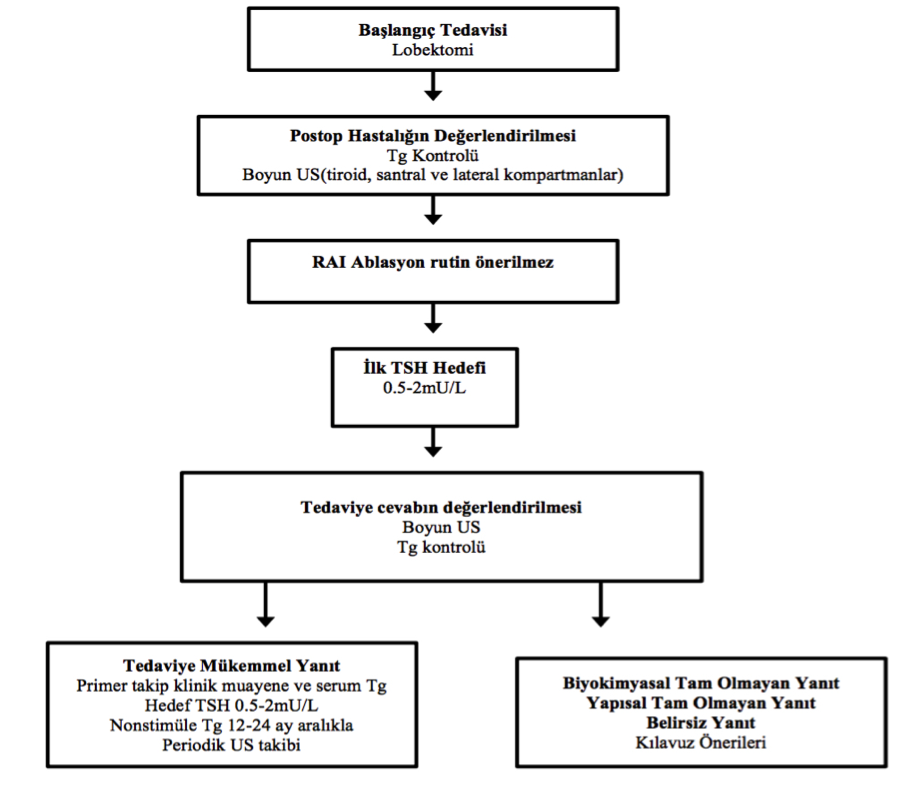 Başlangıç Tedavisi
Lobektomi
Postop Hastalığın Değerlendirilmesi
Tg Kontrolü
Boyun US(tiroid, santral ve lateral kompartmanlar)
RAI Ablasyon rutin önerilmez
İlk TSH Hedefi
0.5-2mU/L
Tedaviye cevabın değerlendirilmesi
Boyun US
Tg kontrolü
Tedaviye Mükemmel Yanıt
Primer takip klinik muayene ve serum Tg
Hedef TSH 0.5-2mU/L
Nonstimüle Tg 12-24 ay aralıkla
Periodik US takibi
Biyokimyasal Tam Olmayan Yanıt
Yapısal Tam Olmayan Yanıt
Belirsiz Yanıt
Kılavuz Önerileri